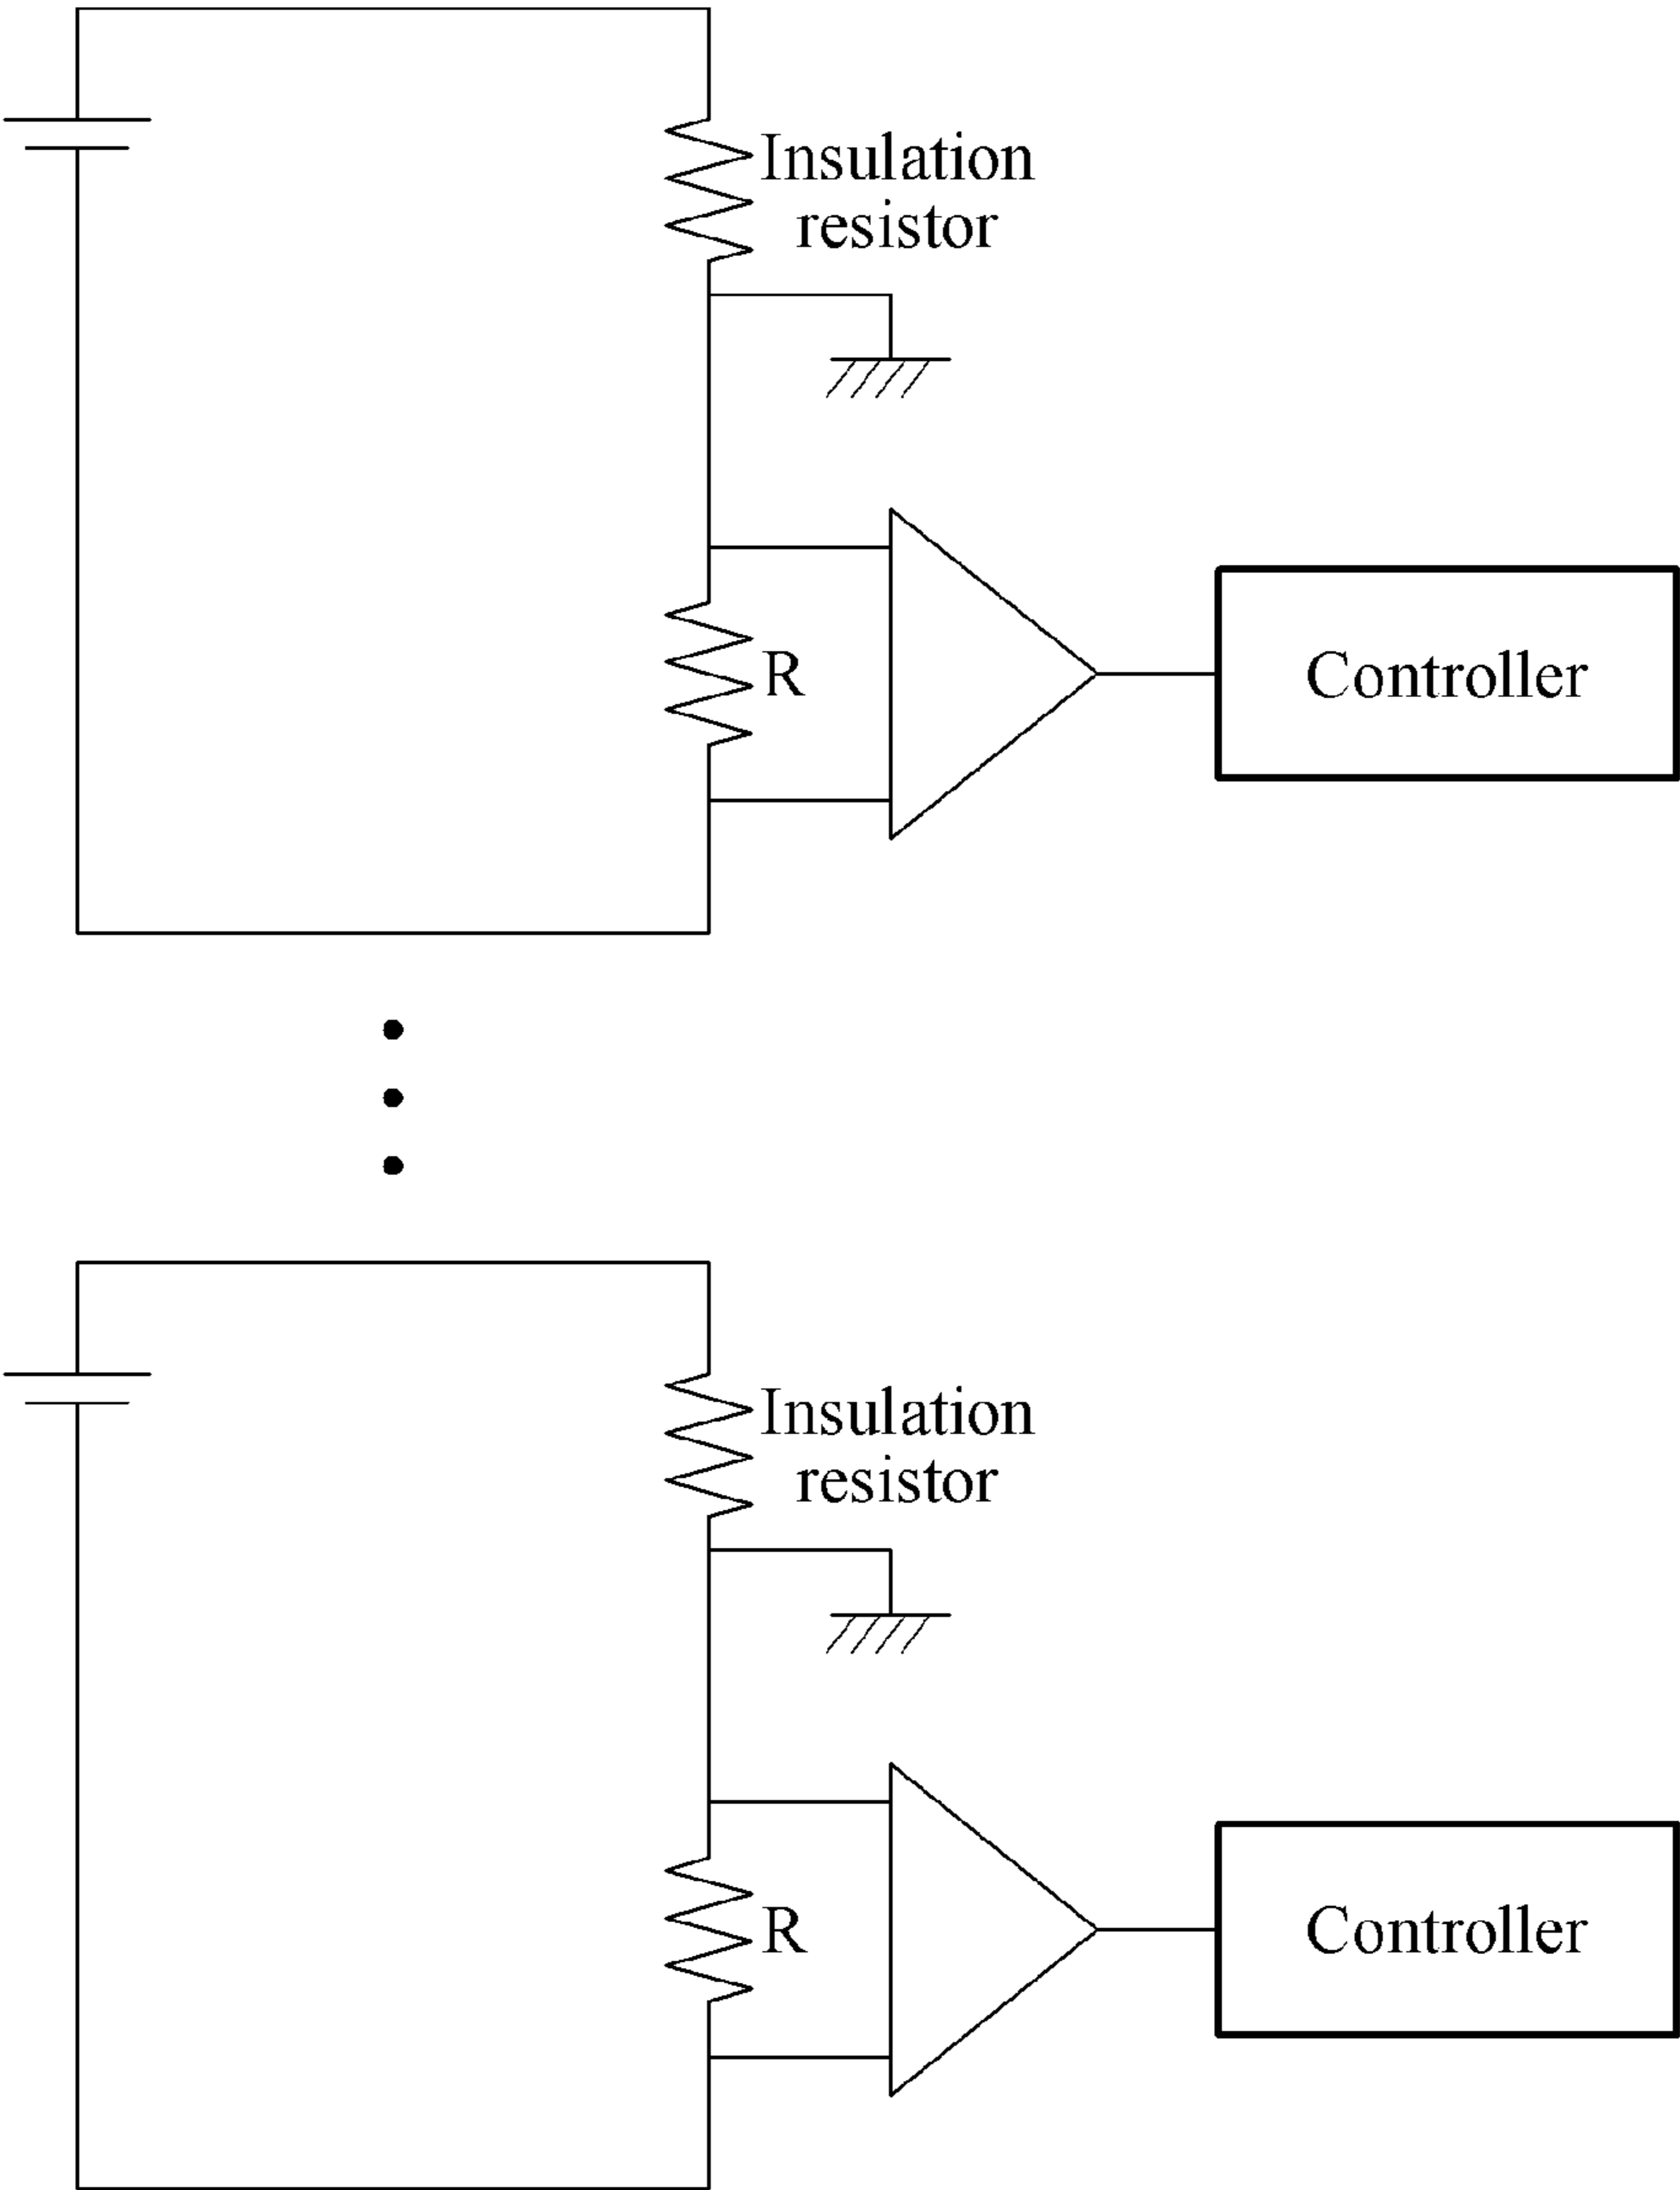 Insulation
resistor
R
Controller
Insulation
resistor
R
Controller